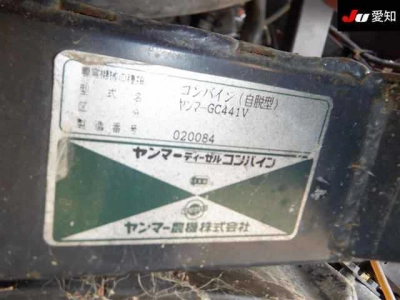 JU 愛知
農業機械の種類
コンバイン(自脱型)
型式名
ヤンマーGC441V
区分
製造番号
020084
ヤンマーディーゼルコンバイン
ヤンマー農機株式会社